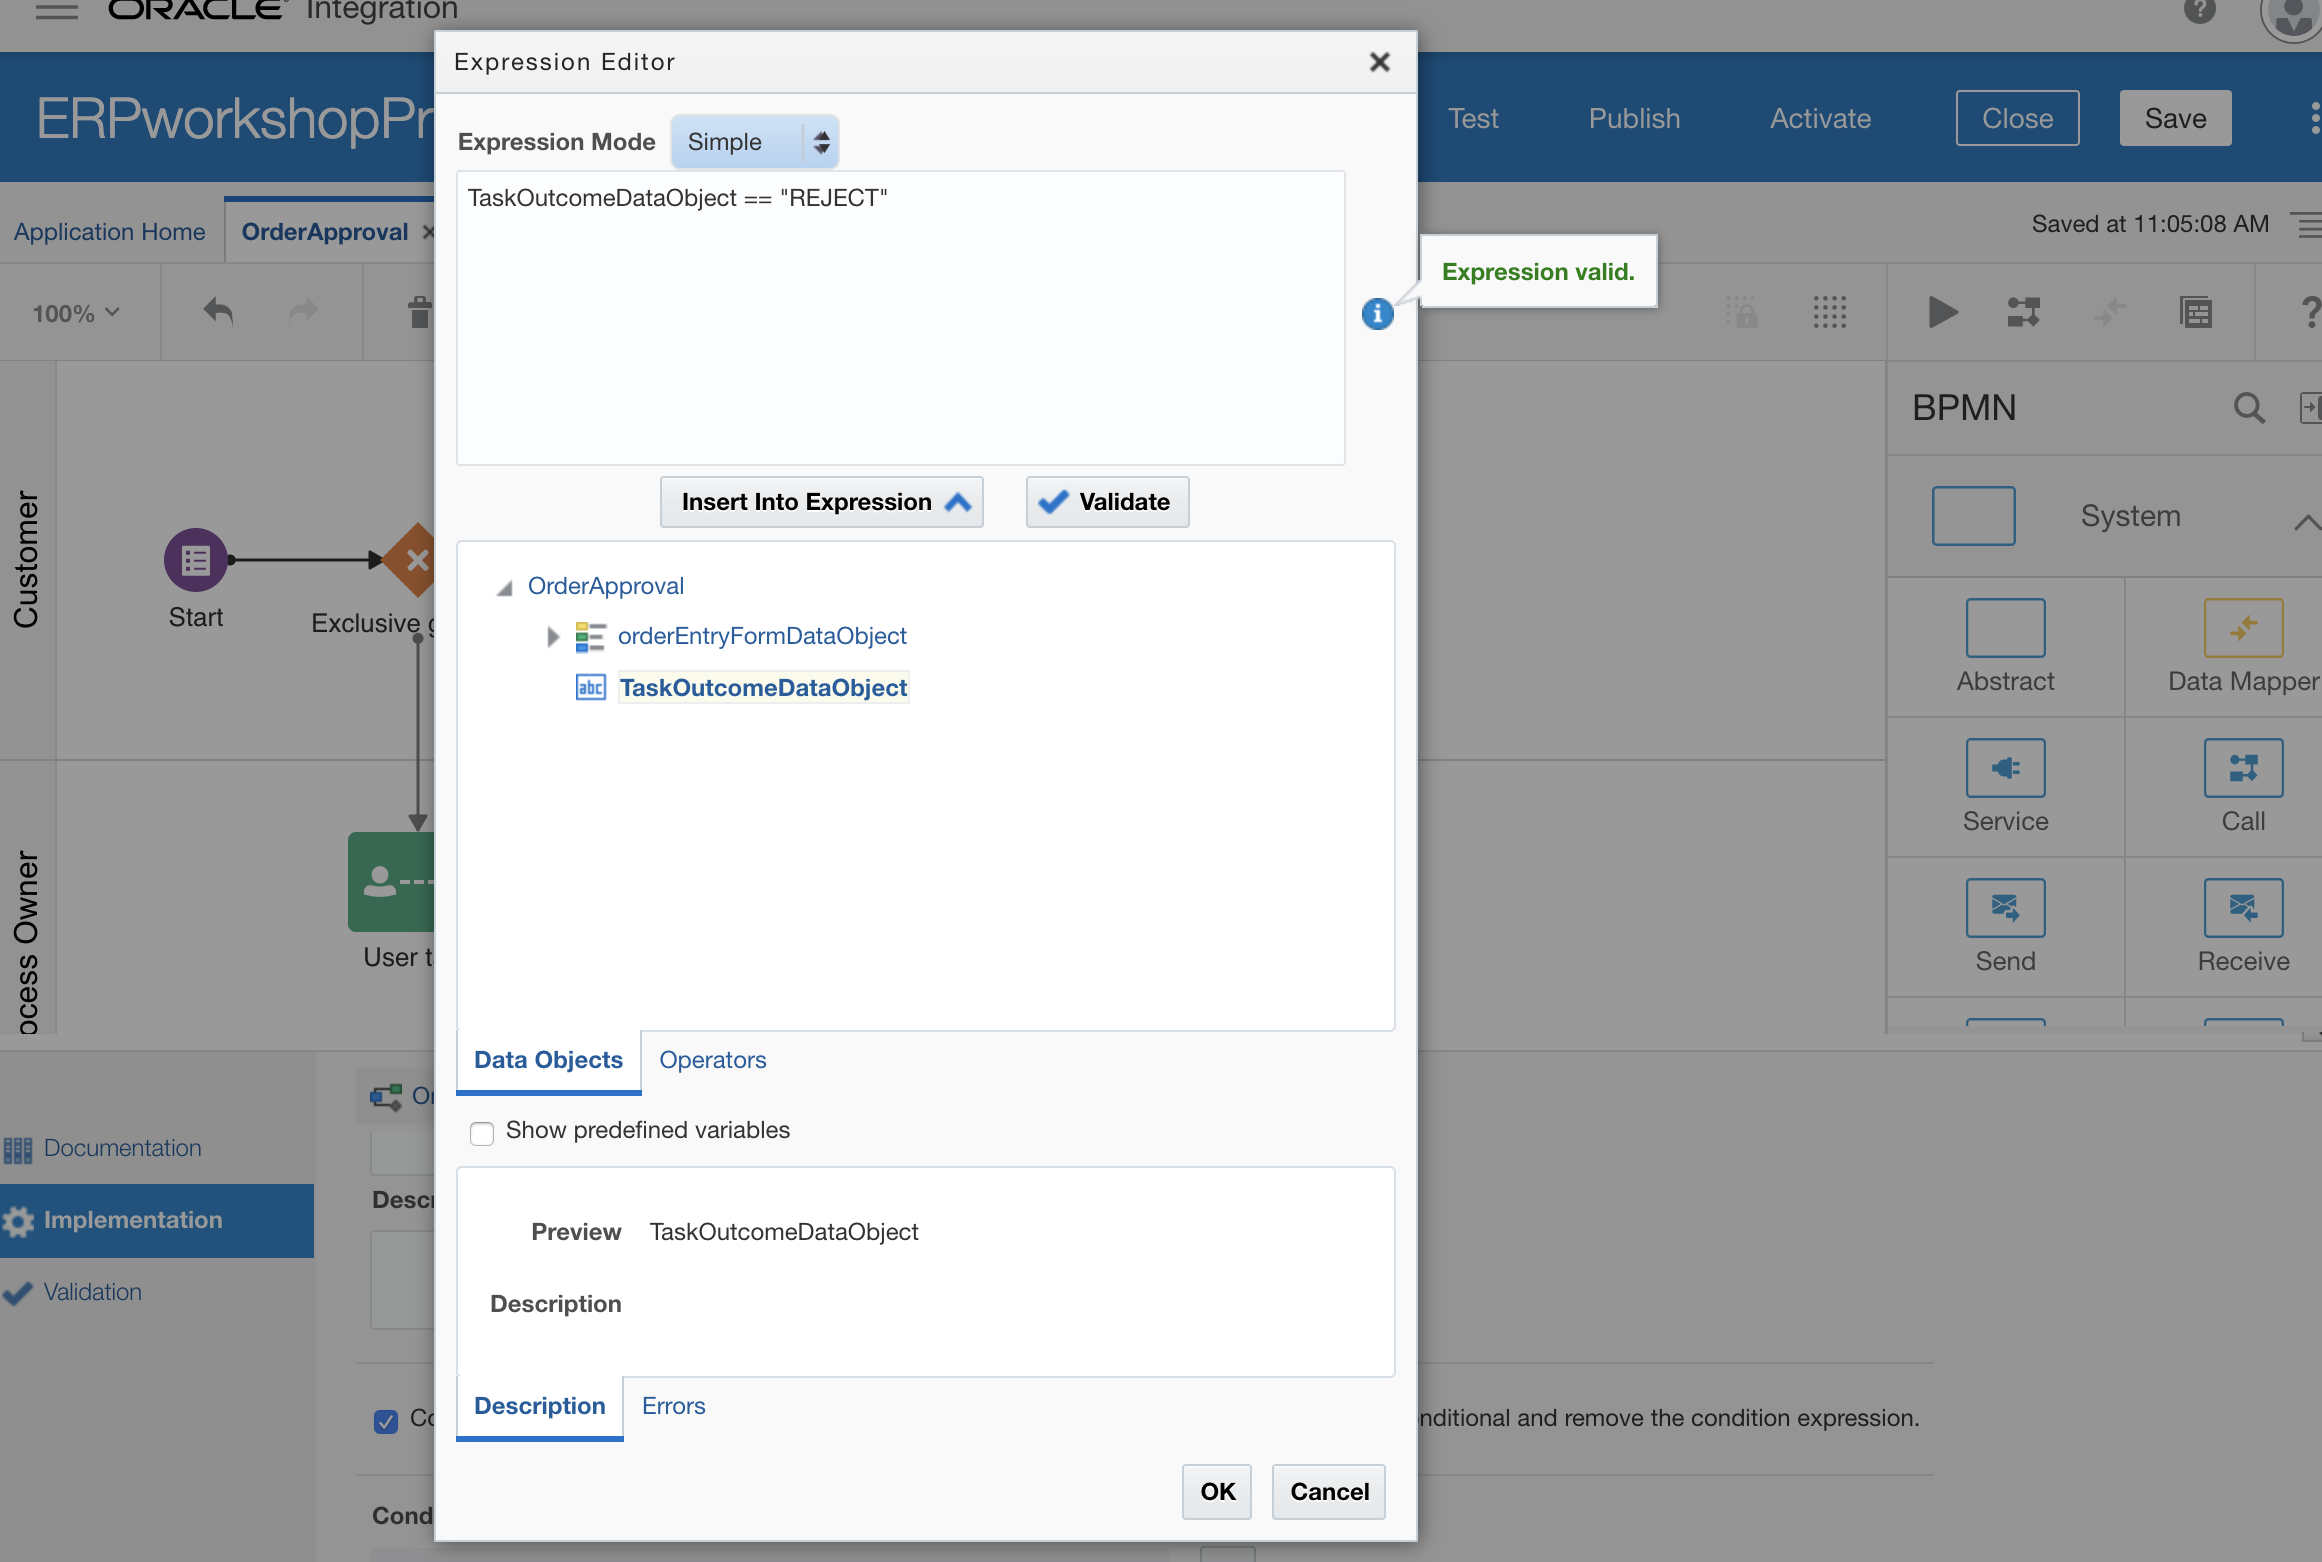 ORACLE® Integration
Expression Editor
ERPworkshopPr
Test
Publish
Activate
Close
Save
Expression Mode
Simple
TaskOutcomeDataObject == "REJECT"
Application Home
OrderApproval
Saved at 11:05:08 AM
Expression valid.
100%
BPMN
Insert Into Expression
Validate
System
Customer
Start
Exclusive g
OrderApproval
orderEntryFormDataObject
abc TaskOutcomeDataObject
Abstract
Data Mapper
Service
Call
ocess Owner
User t
Send
Receive
Data Objects
Operators
Or
Show predefined variables
Documentation
Descr
Implementation
Preview TaskOutcomeDataObject
Validation
Description
Description
Errors
Co
nditional and remove the condition expression.
OK
Cancel
Cond